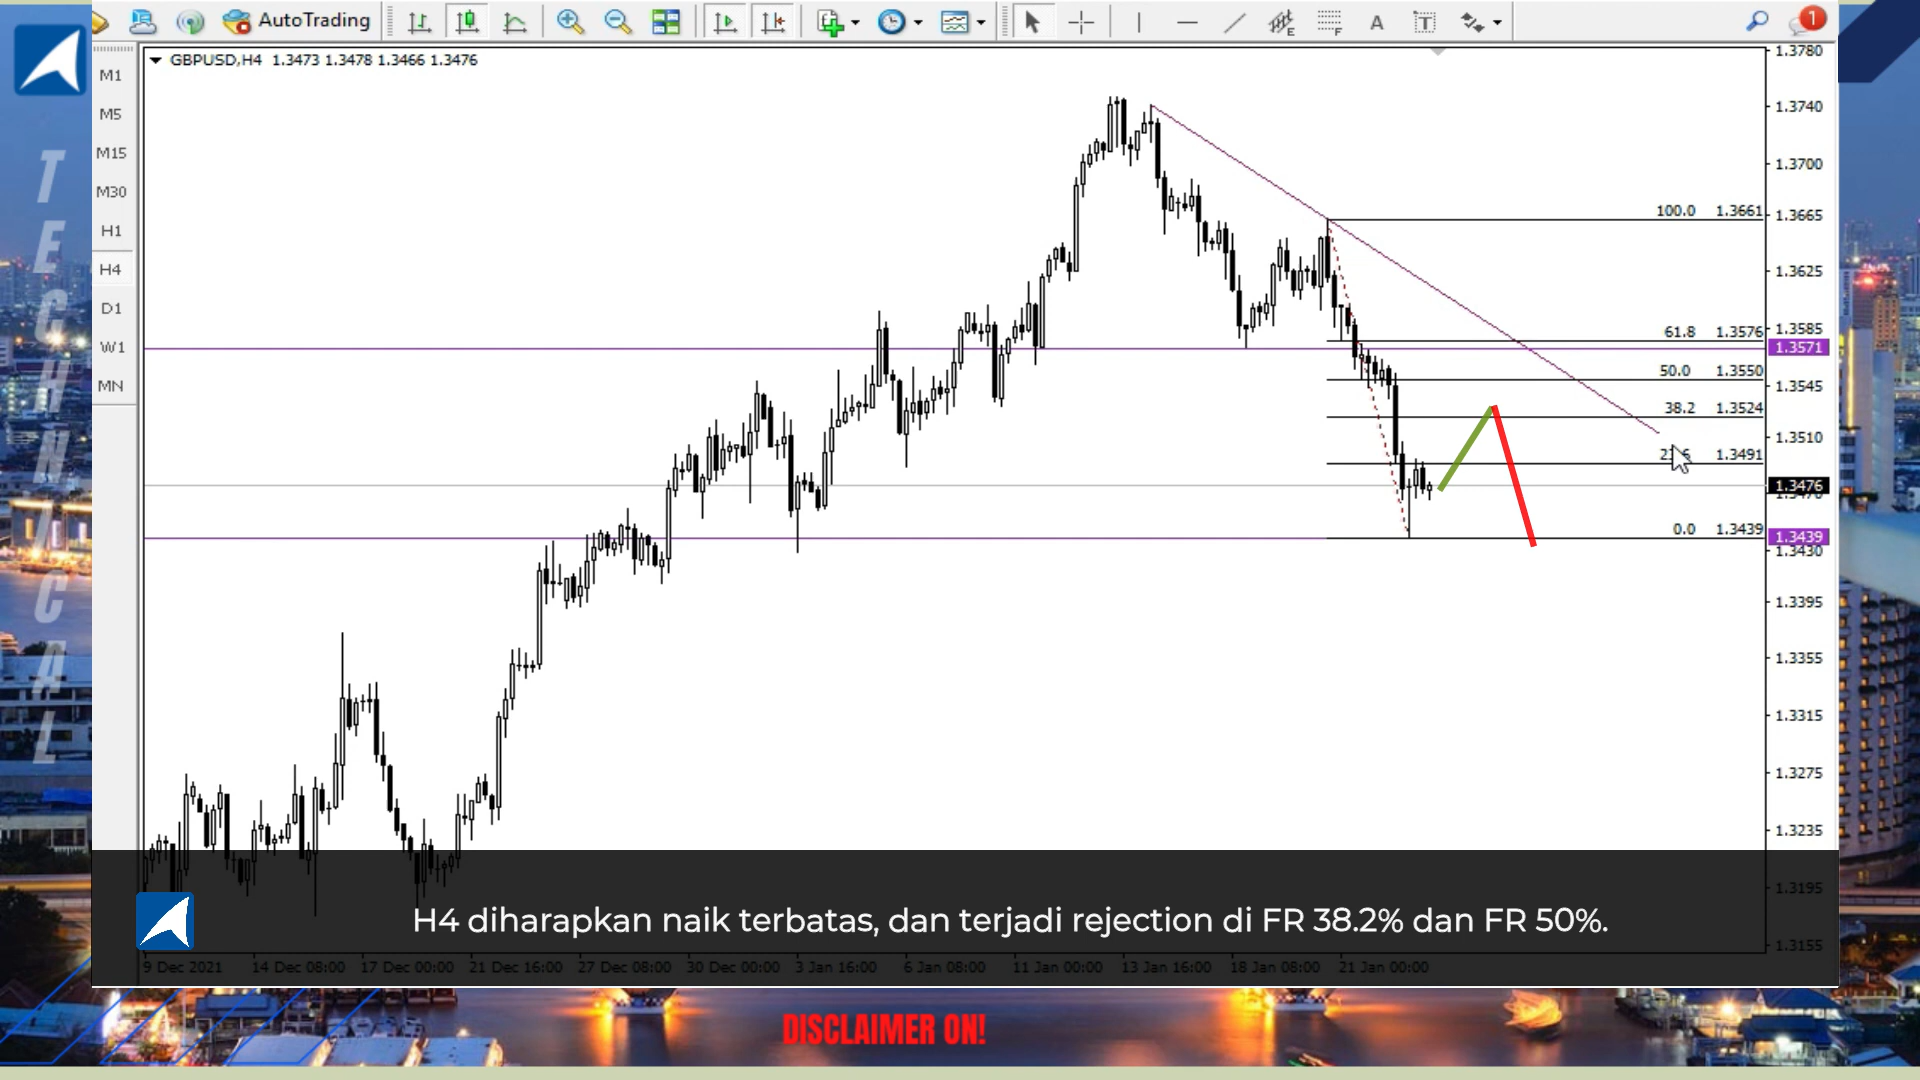 AutoTrading
1
M1
M5
M15
M30
H1
H4
D1
W1
MN
TECHNICAL
GBPUSD,H4 1.3473 1.3478 1.3466 1.3476
1.3780
1.3740
1.3700
1.3665
1.3625
1.3585
1.3571
1.3545
1.3510
1.3476
1.3439
1.3430
1.3395
1.3355
1.3315
1.3275
1.3235
1.3195
1.3155
100.0 1.3661
61.8 1.3576
50.0 1.3550
38.2 1.3524
1.3491
0.0 1.3439
H4 diharapkan naik terbatas, dan terjadi rejection di FR 38.2% dan FR 50%.
9 Dec 2021 14 Dec 08:00 17 Dec 00:00 21 Dec 16:00 27 Dec 08:00 30 Dec 00:00 3 Jan 16:00 6 Jan 08:00 11 Jan 00:00 13 Jan 16:00 18 Jan 08:00 21 Jan 00:00
DISCLAIMER ON!